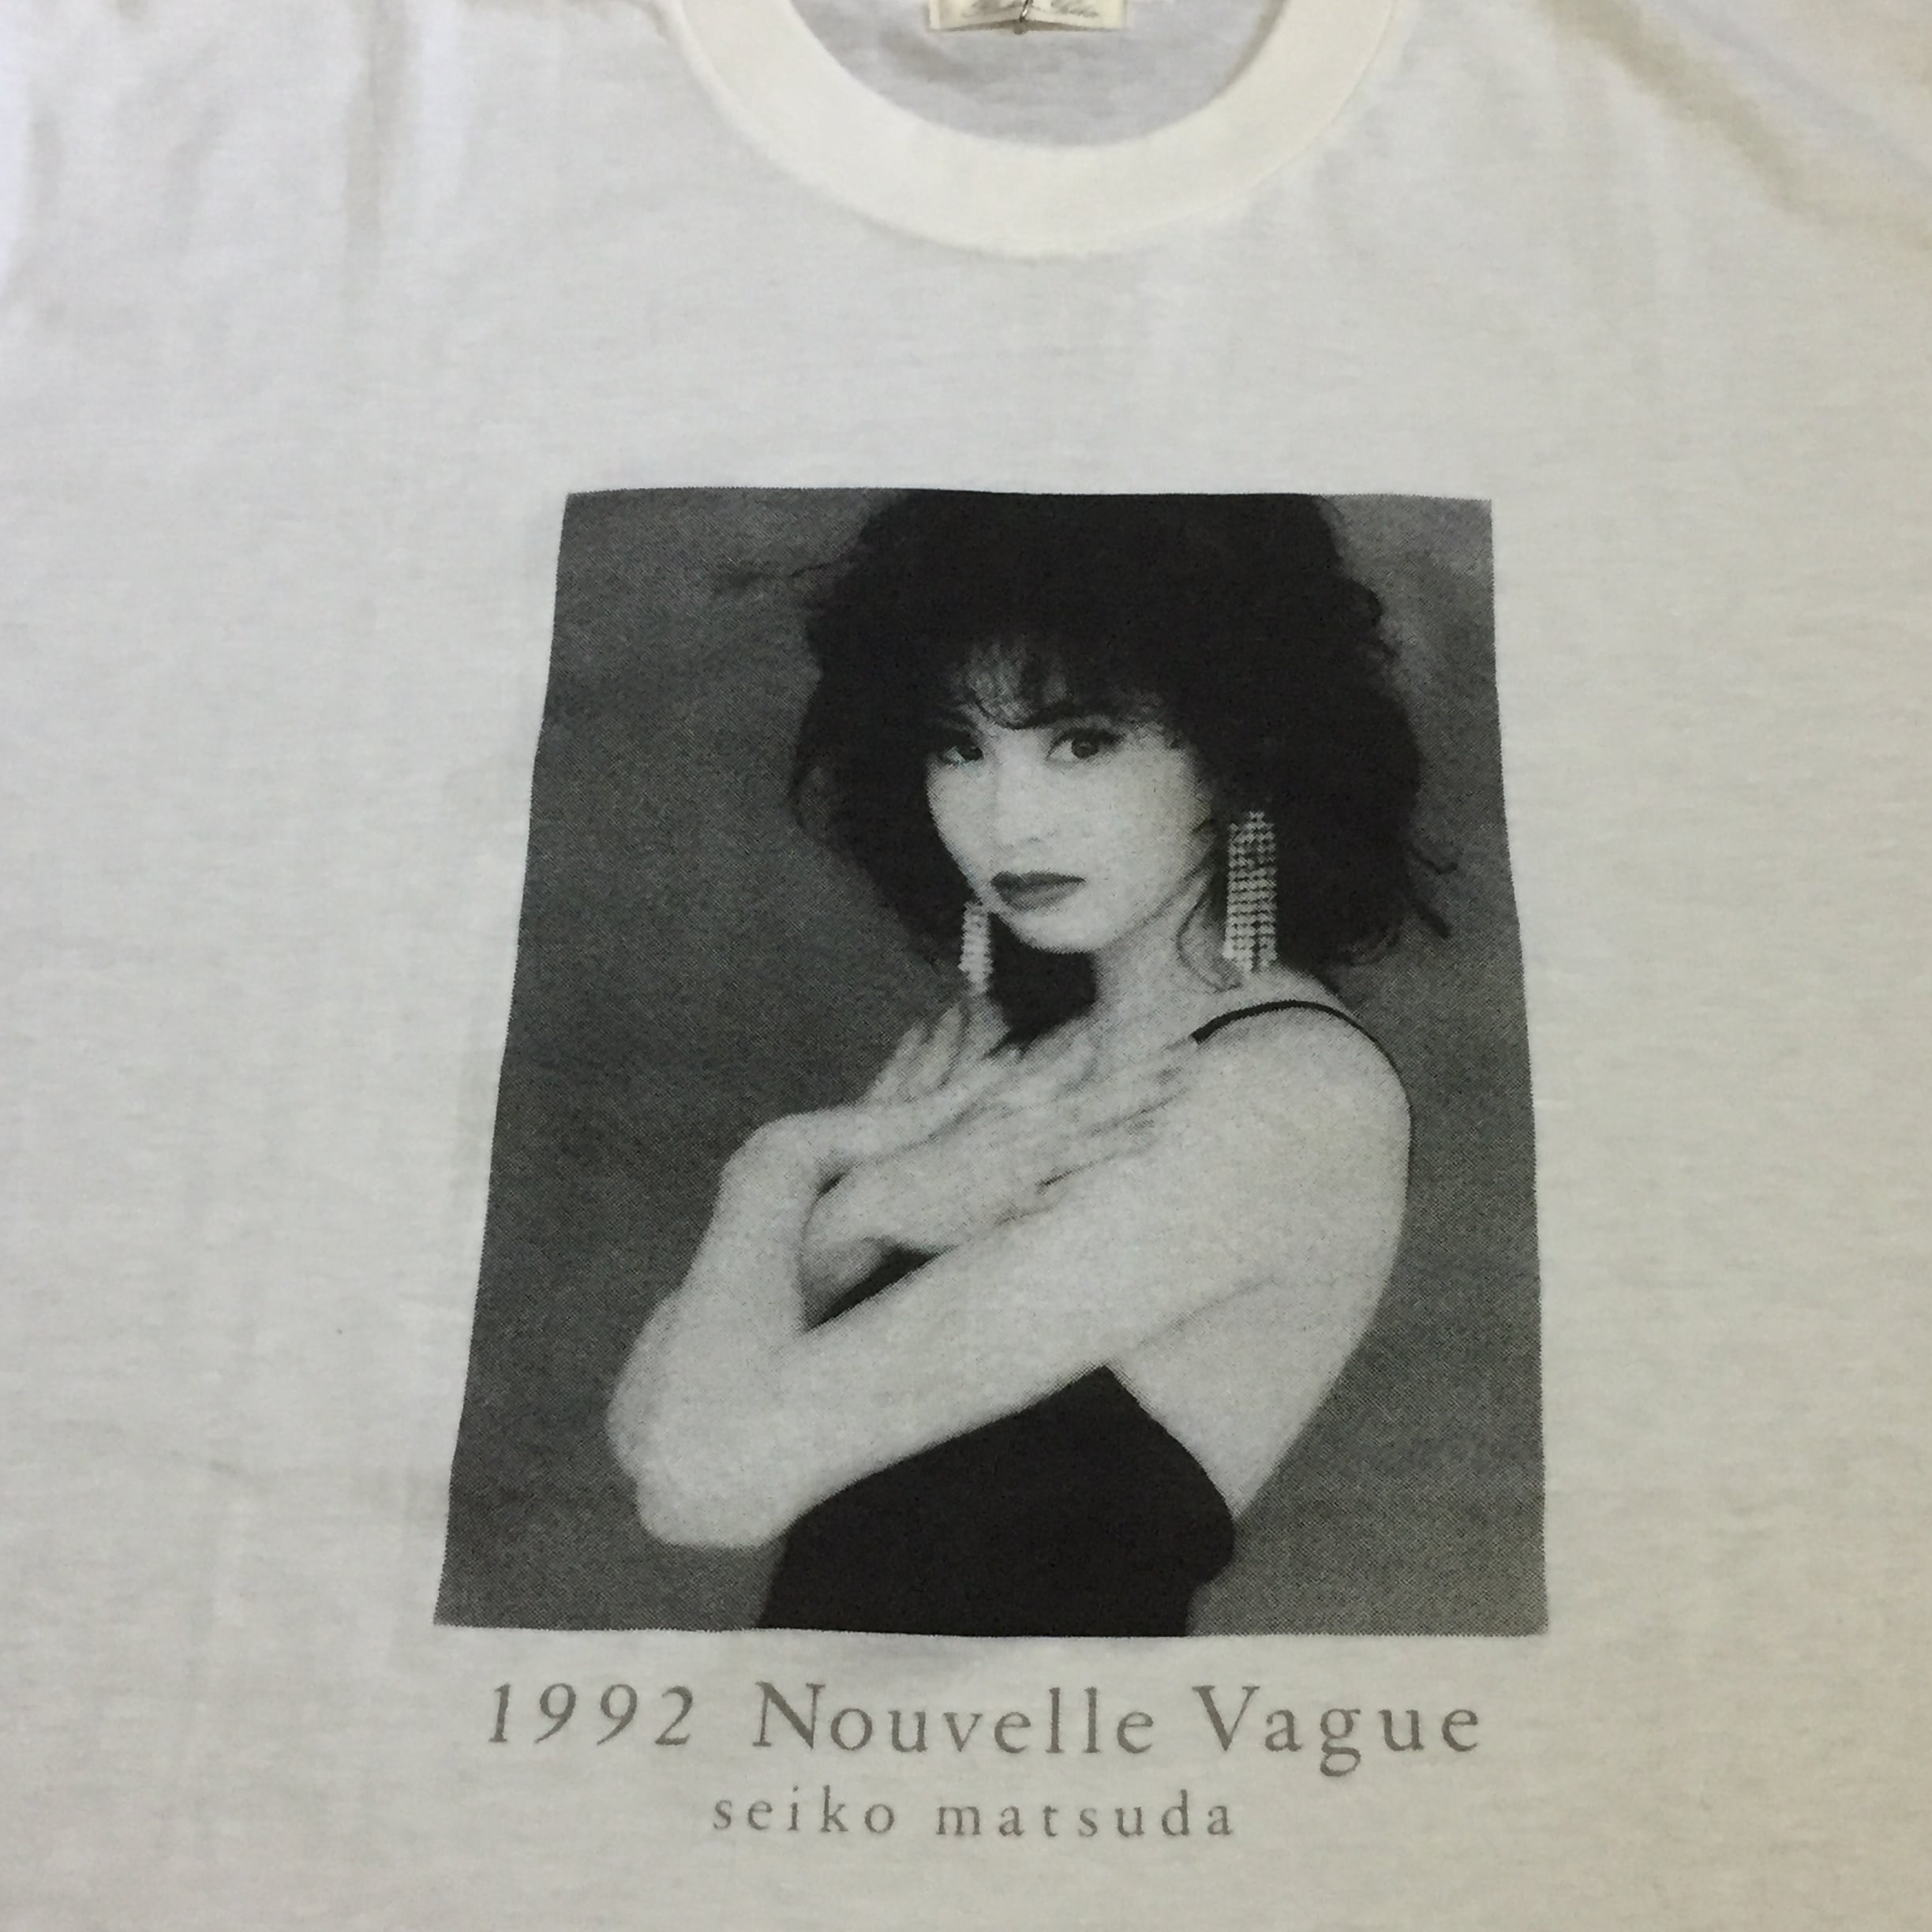 1992 Nouvelle Vague
seiko matsuda